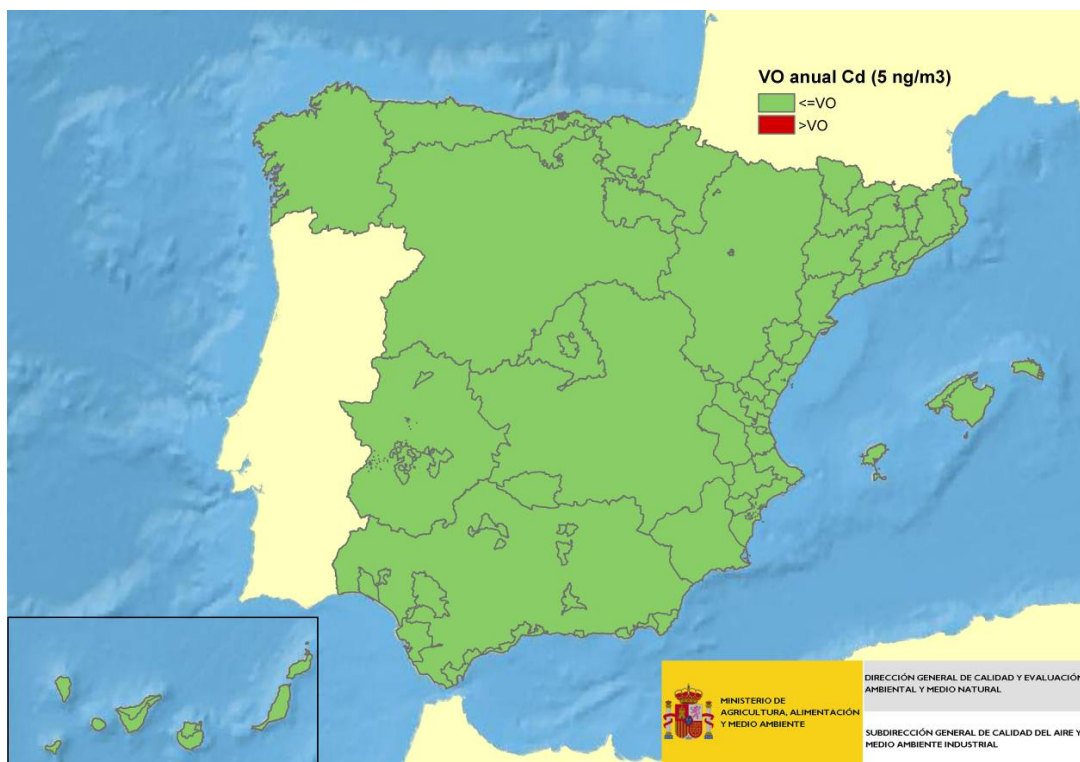 VO anual Cd (5 ng/m3)
<=VO
>VO
MINISTERIO DE
AGRICULTURA, ALIMENTACIÓN
Y MEDIO AMBIENTE
DIRECCIÓN GENERAL DE CALIDAD Y EVALUACIÓN
AMBIENTAL Y MEDIO NATURAL
SUBDIRECCIÓN GENERAL DE CALIDAD DEL AIRE Y
MEDIO AMBIENTE INDUSTRIAL